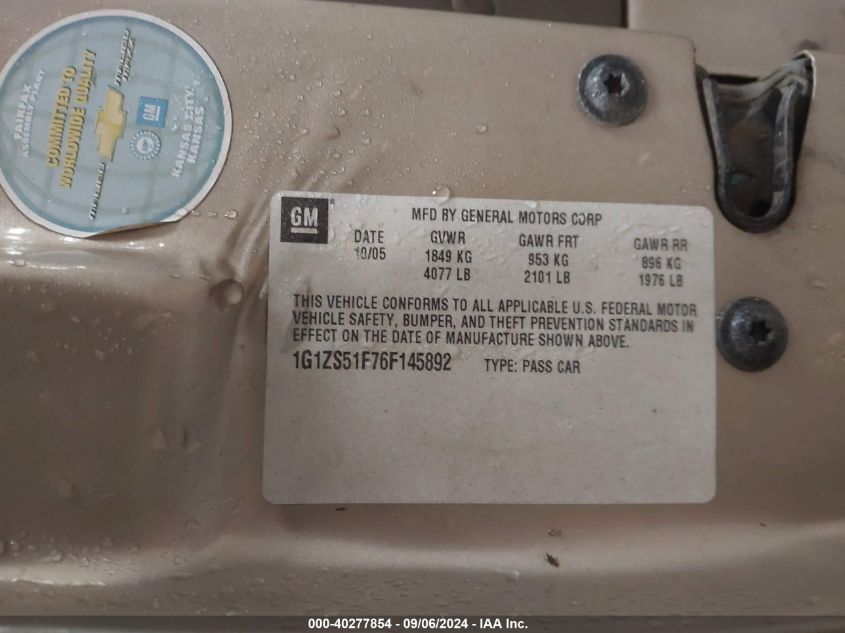 FAIRFAX
ASSEMBLY PLANT
COMMITTED TO
WORLDWIDE QUALITY
GM
KANSAS CITY
KANSAS
GM
MFD BY GENERAL MOTORS CORP
DATE GVWR GAWR FRT GAWR RR
10/05 1849 KG 953 KG 896 KG
4077 LB 2101 LB 1976 LB
THIS VEHICLE CONFORMS TO ALL APPLICABLE U.S. FEDERAL MOTOR
VEHICLE SAFETY, BUMPER, AND THEFT PREVENTION STANDARDS IN
EFFECT ON THE DATE OF MANUFACTURE SHOWN ABOVE.
1G1ZS51F76F145892 TYPE: PASS CAR
000-40277854 - 09/06/2024 - IAA Inc.